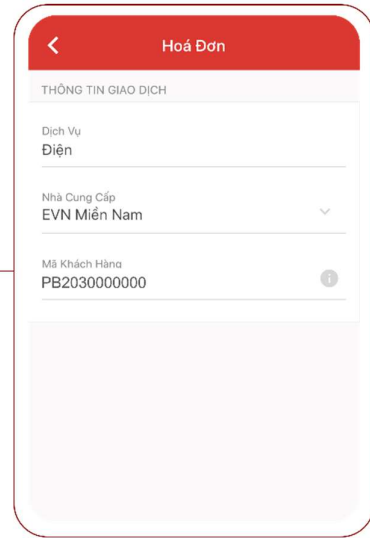 Hoá Đơn
THÔNG TIN GIAO DỊCH
Dịch Vụ
Điện
Nhà Cung Cấp
EVN Miền Nam
Mã Khách Hàng
PB2030000000